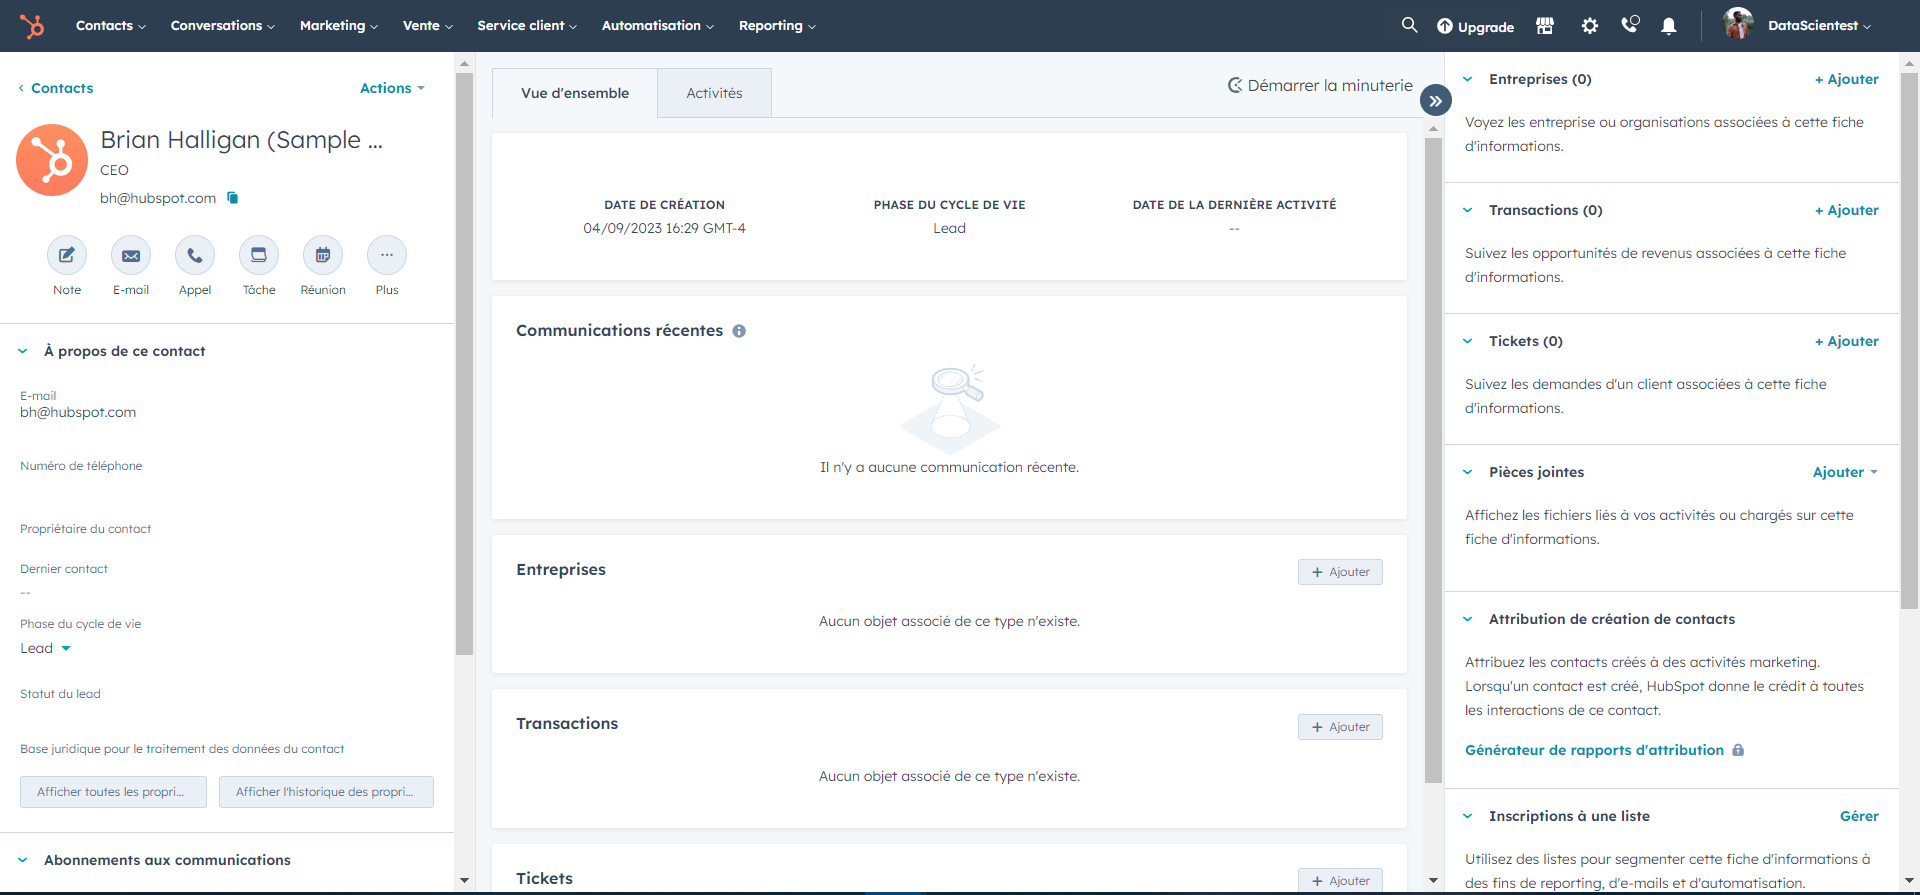 Contacts Conversations Marketing Vente Service client Automatisation Reporting Upgrade DataScientest
Contacts Actions
Brian Halligan (Sample ...
CEO
bh@hubspot.com
Note E-mail Appel Tâche Réunion Plus
À propos de ce contact
E-mail
bh@hubspot.com
Numéro de téléphone
Propriétaire du contact
Dernier contact
--
Phase du cycle de vie
Lead
Statut du lead
Base juridique pour le traitement des données du contact
Afficher toutes les propri... Afficher l'historique des propri...
Abonnements aux communications
Vue d'ensemble Activités Démarrer la minuterie
DATE DE CRÉATION PHASE DU CYCLE DE VIE DATE DE LA DERNIÈRE ACTIVITÉ
04/09/2023 16:29 GMT-4 Lead --
Communications récentes
Il n'y a aucune communication récente.
Entreprises + Ajouter
Aucun objet associé de ce type n'existe.
Transactions + Ajouter
Aucun objet associé de ce type n'existe.
Tickets + Ajouter
Entreprises (0) + Ajouter
Voyez les entreprise ou organisations associées à cette fiche
d'informations.
Transactions (0) + Ajouter
Suivez les opportunités de revenus associées à cette fiche
d'informations.
Tickets (0) + Ajouter
Suivez les demandes d'un client associées à cette fiche
d'informations.
Pièces jointes Ajouter
Affichez les fichiers liés à vos activités ou chargés sur cette
fiche d'informations.
Attribution de création de contacts
Attribuez les contacts créés à des activités marketing.
Lorsqu'un contact est créé, HubSpot donne le crédit à toutes
les interactions de ce contact.
Générateur de rapports d'attribution
Inscriptions à une liste Gérer
Utilisez des listes pour segmenter cette fiche d'informations à
des fins de reporting, d'e-mails et d'automatisation.